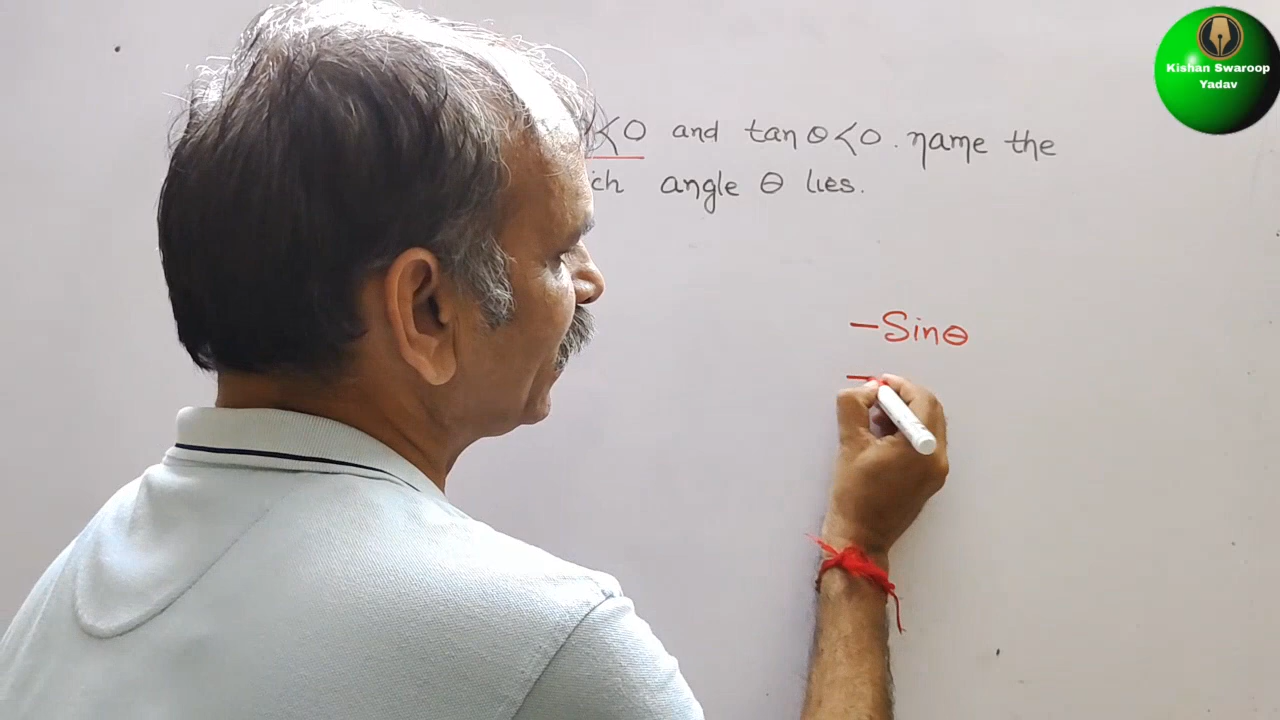 <0 and tan θ<0. name the
ch angle θ lies.
-Sinθ
-
Kishan Swaroop
Yadav